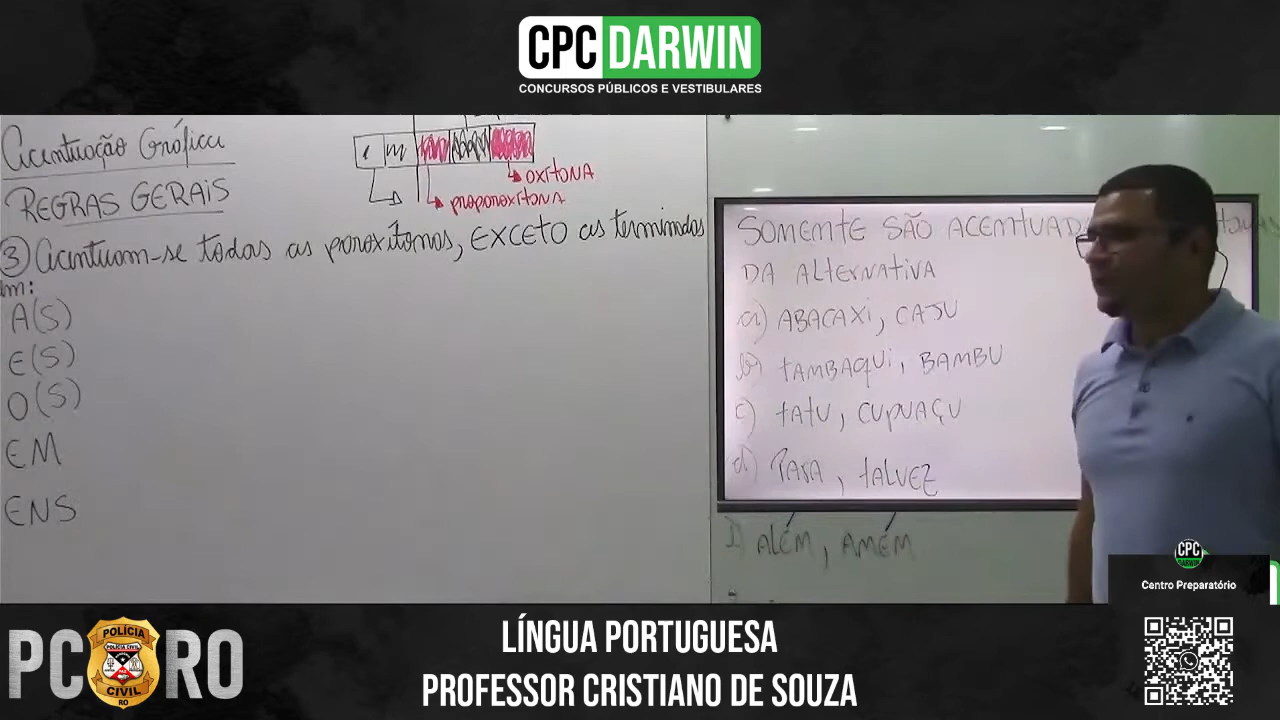 CPC DARWIN
CONCURSOS PÚBLICOS E VESTIBULARES
Acentuação Gráfica
REGRAS GERAIS
oxítonA
proparoxítonA
3 Acentuam-se todas as paroxítonas, EXCETO as terminadas
em:
A(S)
E(S)
O(S)
EM
ENS
SOMENTE SÃO ACENTUADA
DA AlteRNAtivA
a) ABACAXI, CAJU
b) tAMBAQUI, BAMBU
c) tAtU, CUPUAÇU
d) , tALVEZ
AlÉM, AMÉM
CPC DARWIN
Centro Preparatório
PC RO
POLÍCIA
CIVIL
RO
LÍNGUA PORTUGUESA
PROFESSOR CRISTIANO DE SOUZA